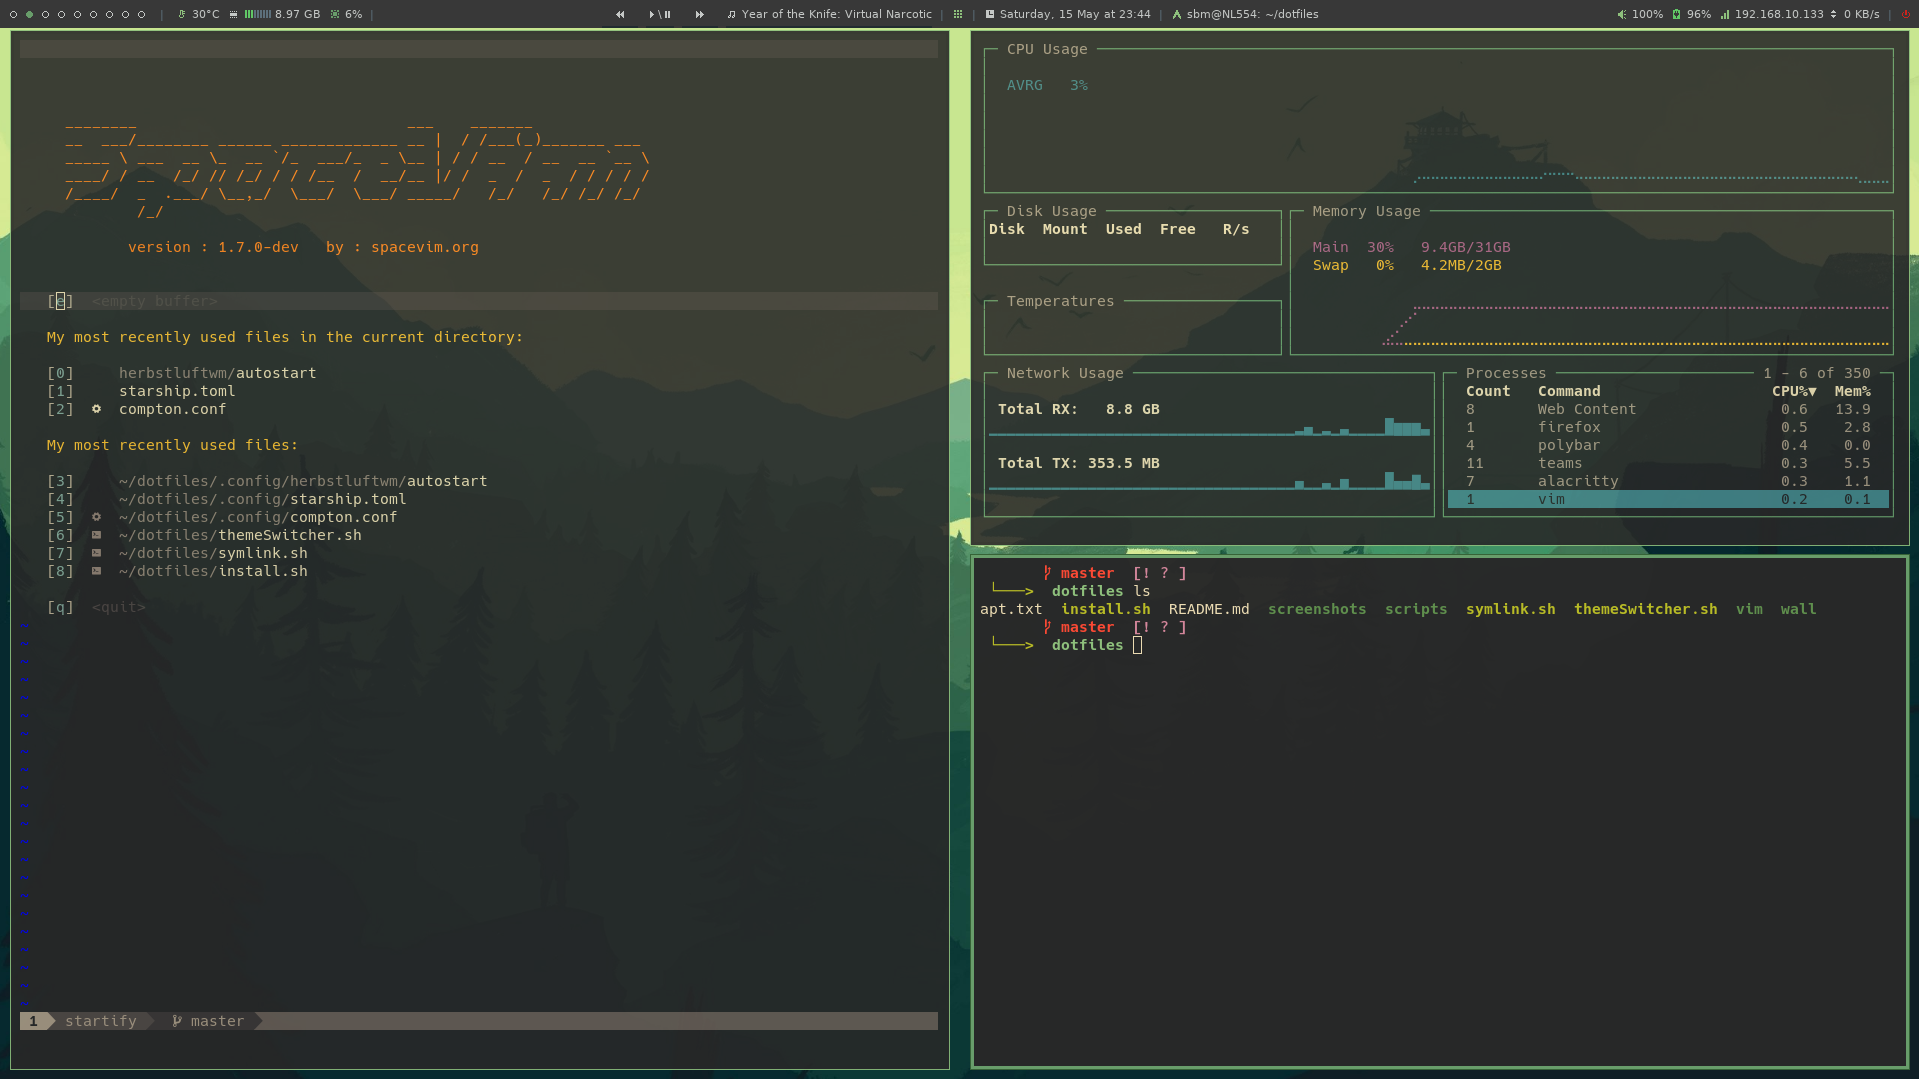 30°C 8.97 GB 6% Year of the Knife: Virtual Narcotic Saturday, 15 May at 23:44 sbm@NL554: ~/dotfiles 100% 96% 192.168.10.133 0 KB/s
SpaceVim
version : 1.7.0-dev by : spacevim.org
[e] <empty buffer>
My most recently used files in the current directory:
[0] herbstluftwm/autostart
[1] starship.toml
[2] compton.conf
My most recently used files:
[3] ~/dotfiles/.config/herbstluftwm/autostart
[4] ~/dotfiles/.config/starship.toml
[5] ~/dotfiles/.config/compton.conf
[6] ~/dotfiles/themeSwitcher.sh
[7] ~/dotfiles/symlink.sh
[8] ~/dotfiles/install.sh
[q] <quit>
1 startify master
CPU Usage
AVRG 3%
Disk Usage
Disk Mount Used Free R/s
Memory Usage
Main 30% 9.4GB/31GB
Swap 0% 4.2MB/2GB
Temperatures
Network Usage
Total RX: 8.8 GB
Total TX: 353.5 MB
Processes 1 - 6 of 350
Count Command CPU%▼ Mem%
8 Web Content 0.6 13.9
1 firefox 0.5 2.8
4 polybar 0.4 0.0
11 teams 0.3 5.5
7 alacritty 0.3 1.1
1 vim 0.2 0.1
master [! ? ]
└───> dotfiles ls
apt.txt install.sh README.md screenshots scripts symlink.sh themeSwitcher.sh vim wall
master [! ? ]
└───> dotfiles